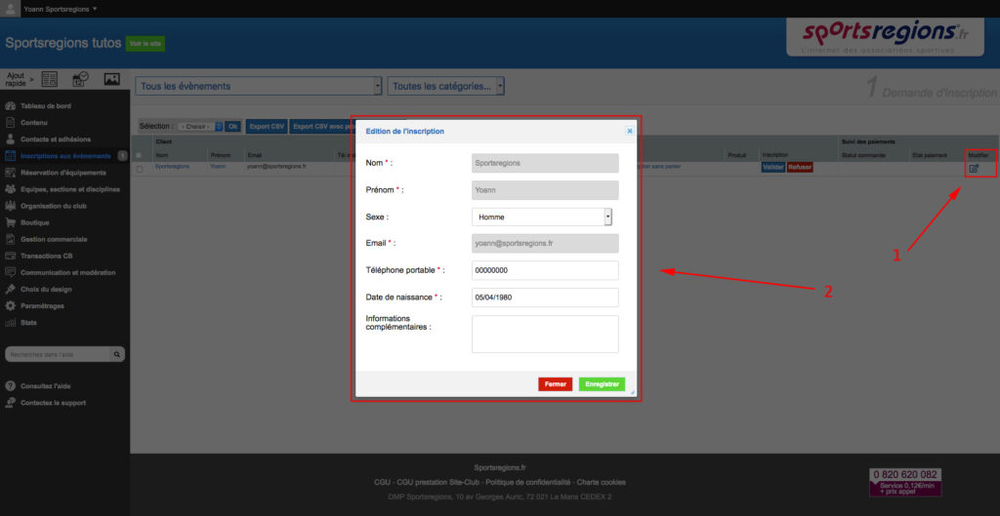 Yoann Sportsregions
Sportsregions tutos
Voir le site
sportsregions.fr
L'internet des associations sportives
Ajout rapide >
12
Tous les évènements
Toutes les catégories...
1 Demande d'Inscription
Tableau de bord
Contenu
Contacts et adhésions
Inscriptions aux évènements 1
Réservation d'équipements
Equipes, sections et disciplines
Organisation du club
Boutique
Gestion commerciale
Transactions CB
Communication et modération
Choix du design
Paramétrages
Stats
Recherchez dans l'aide
Consultez l'aide
Contactez le support
Sélection : - Choisir - Ok Export CSV Export CSV avec
Client Suivi des paiements
Nom Prénom Email Produit Inscription Statut commande Etat paiement Modifier
Sportsregions Yoann yoann@sportsregions.fr sans panier Valider Refuser
Edition de l'inscription
Nom * : Sportsregions
Prénom * : Yoann
Sexe : Homme
Email * : yoann@sportsregions.fr
Téléphone portable * : 00000000
Date de naissance * : 05/04/1980
Informations
complémentaires :
Fermer Enregistrer
1
2
Sportsregions.fr
CGU - CGU prestation Site-Club - Politique de confidentialité - Charte cookies
DMP Sportsregions, 10 av Georges Auric, 72 021 Le Mans CEDEX 2
0 820 620 082
Service 0,12€/min
+ prix appel